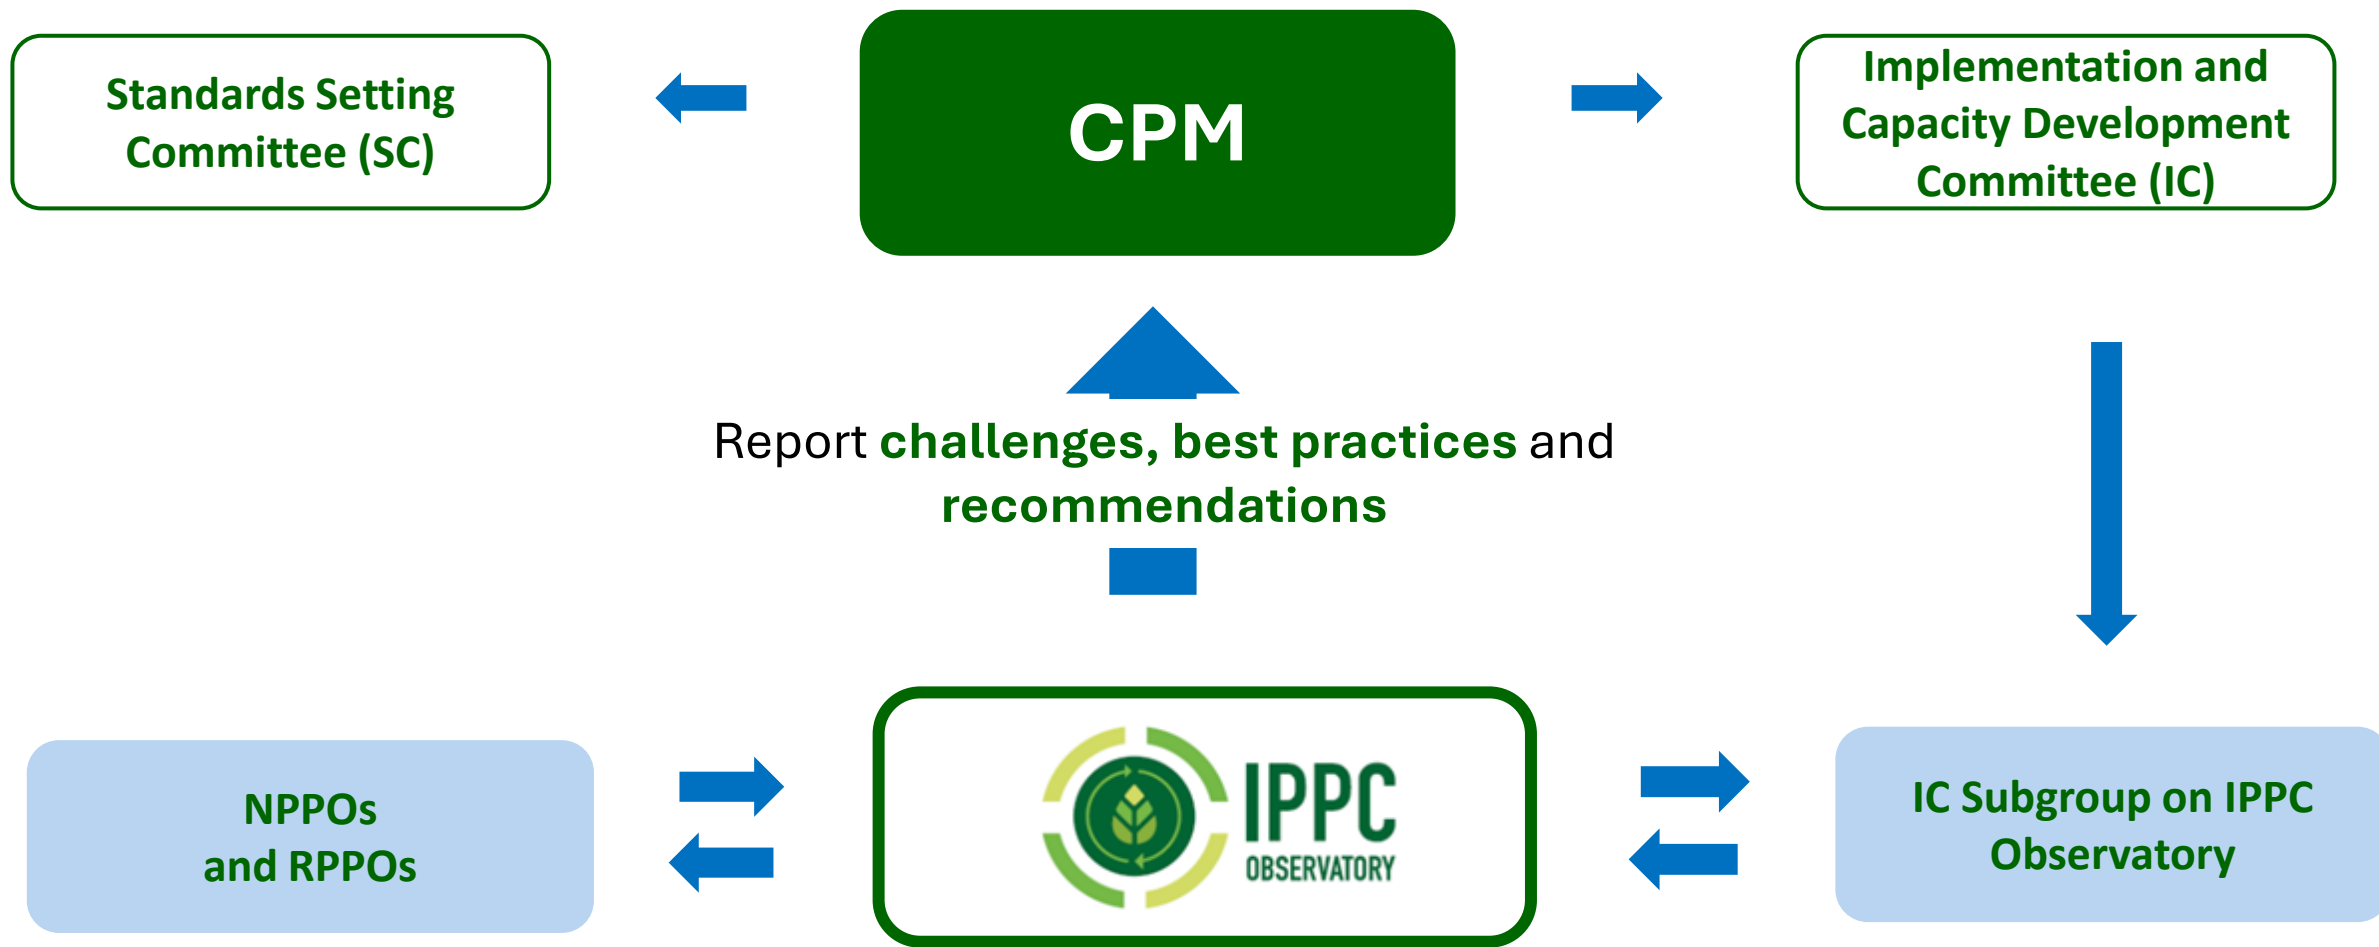 Standards Setting
Committee (SC)
CPM
Implementation and
Capacity Development
Committee (IC)
Report challenges, best practices and
recommendations
NPPOs
and RPPOs
IPPC
OBSERVATORY
IC Subgroup on IPPC
Observatory